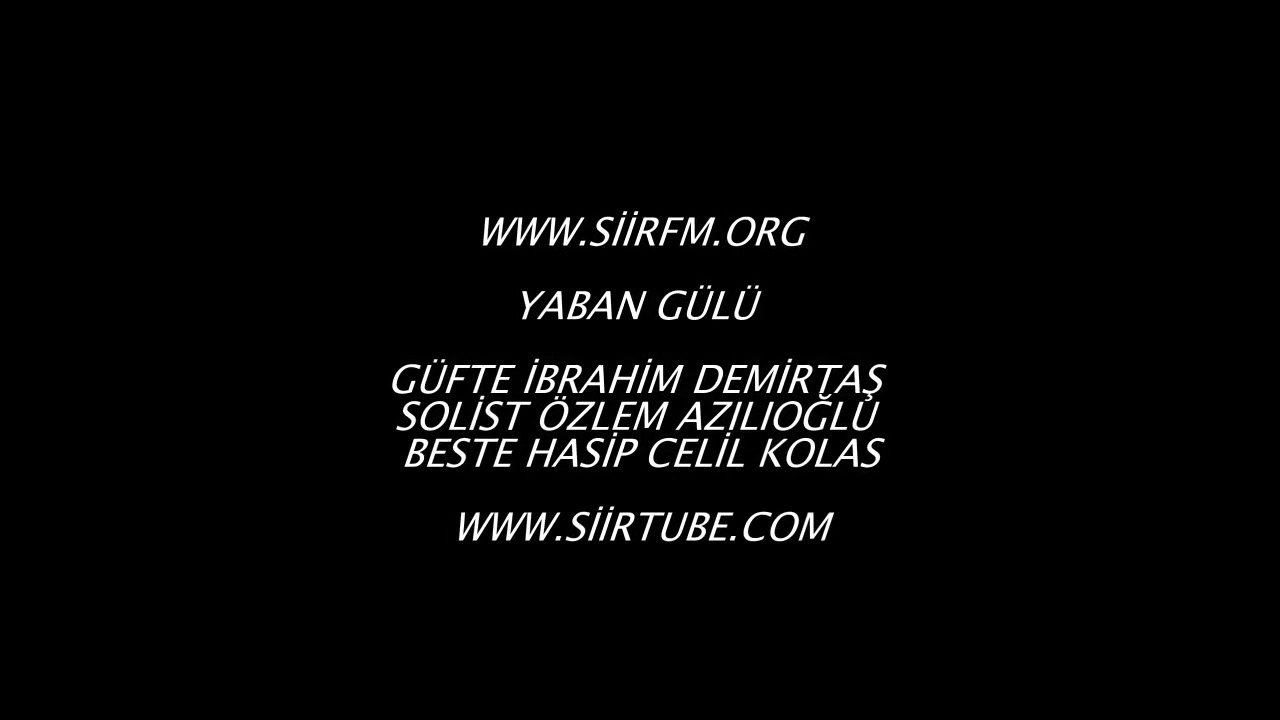 WWW.SİİRFM.ORG
YABAN GÜLÜ
GÜFTE İBRAHİM DEMİRTAŞ
SOLİST ÖZLEM AZILIOĞLU
BESTE HASİP CELİL KOLAS
WWW.SİİRTUBE.COM